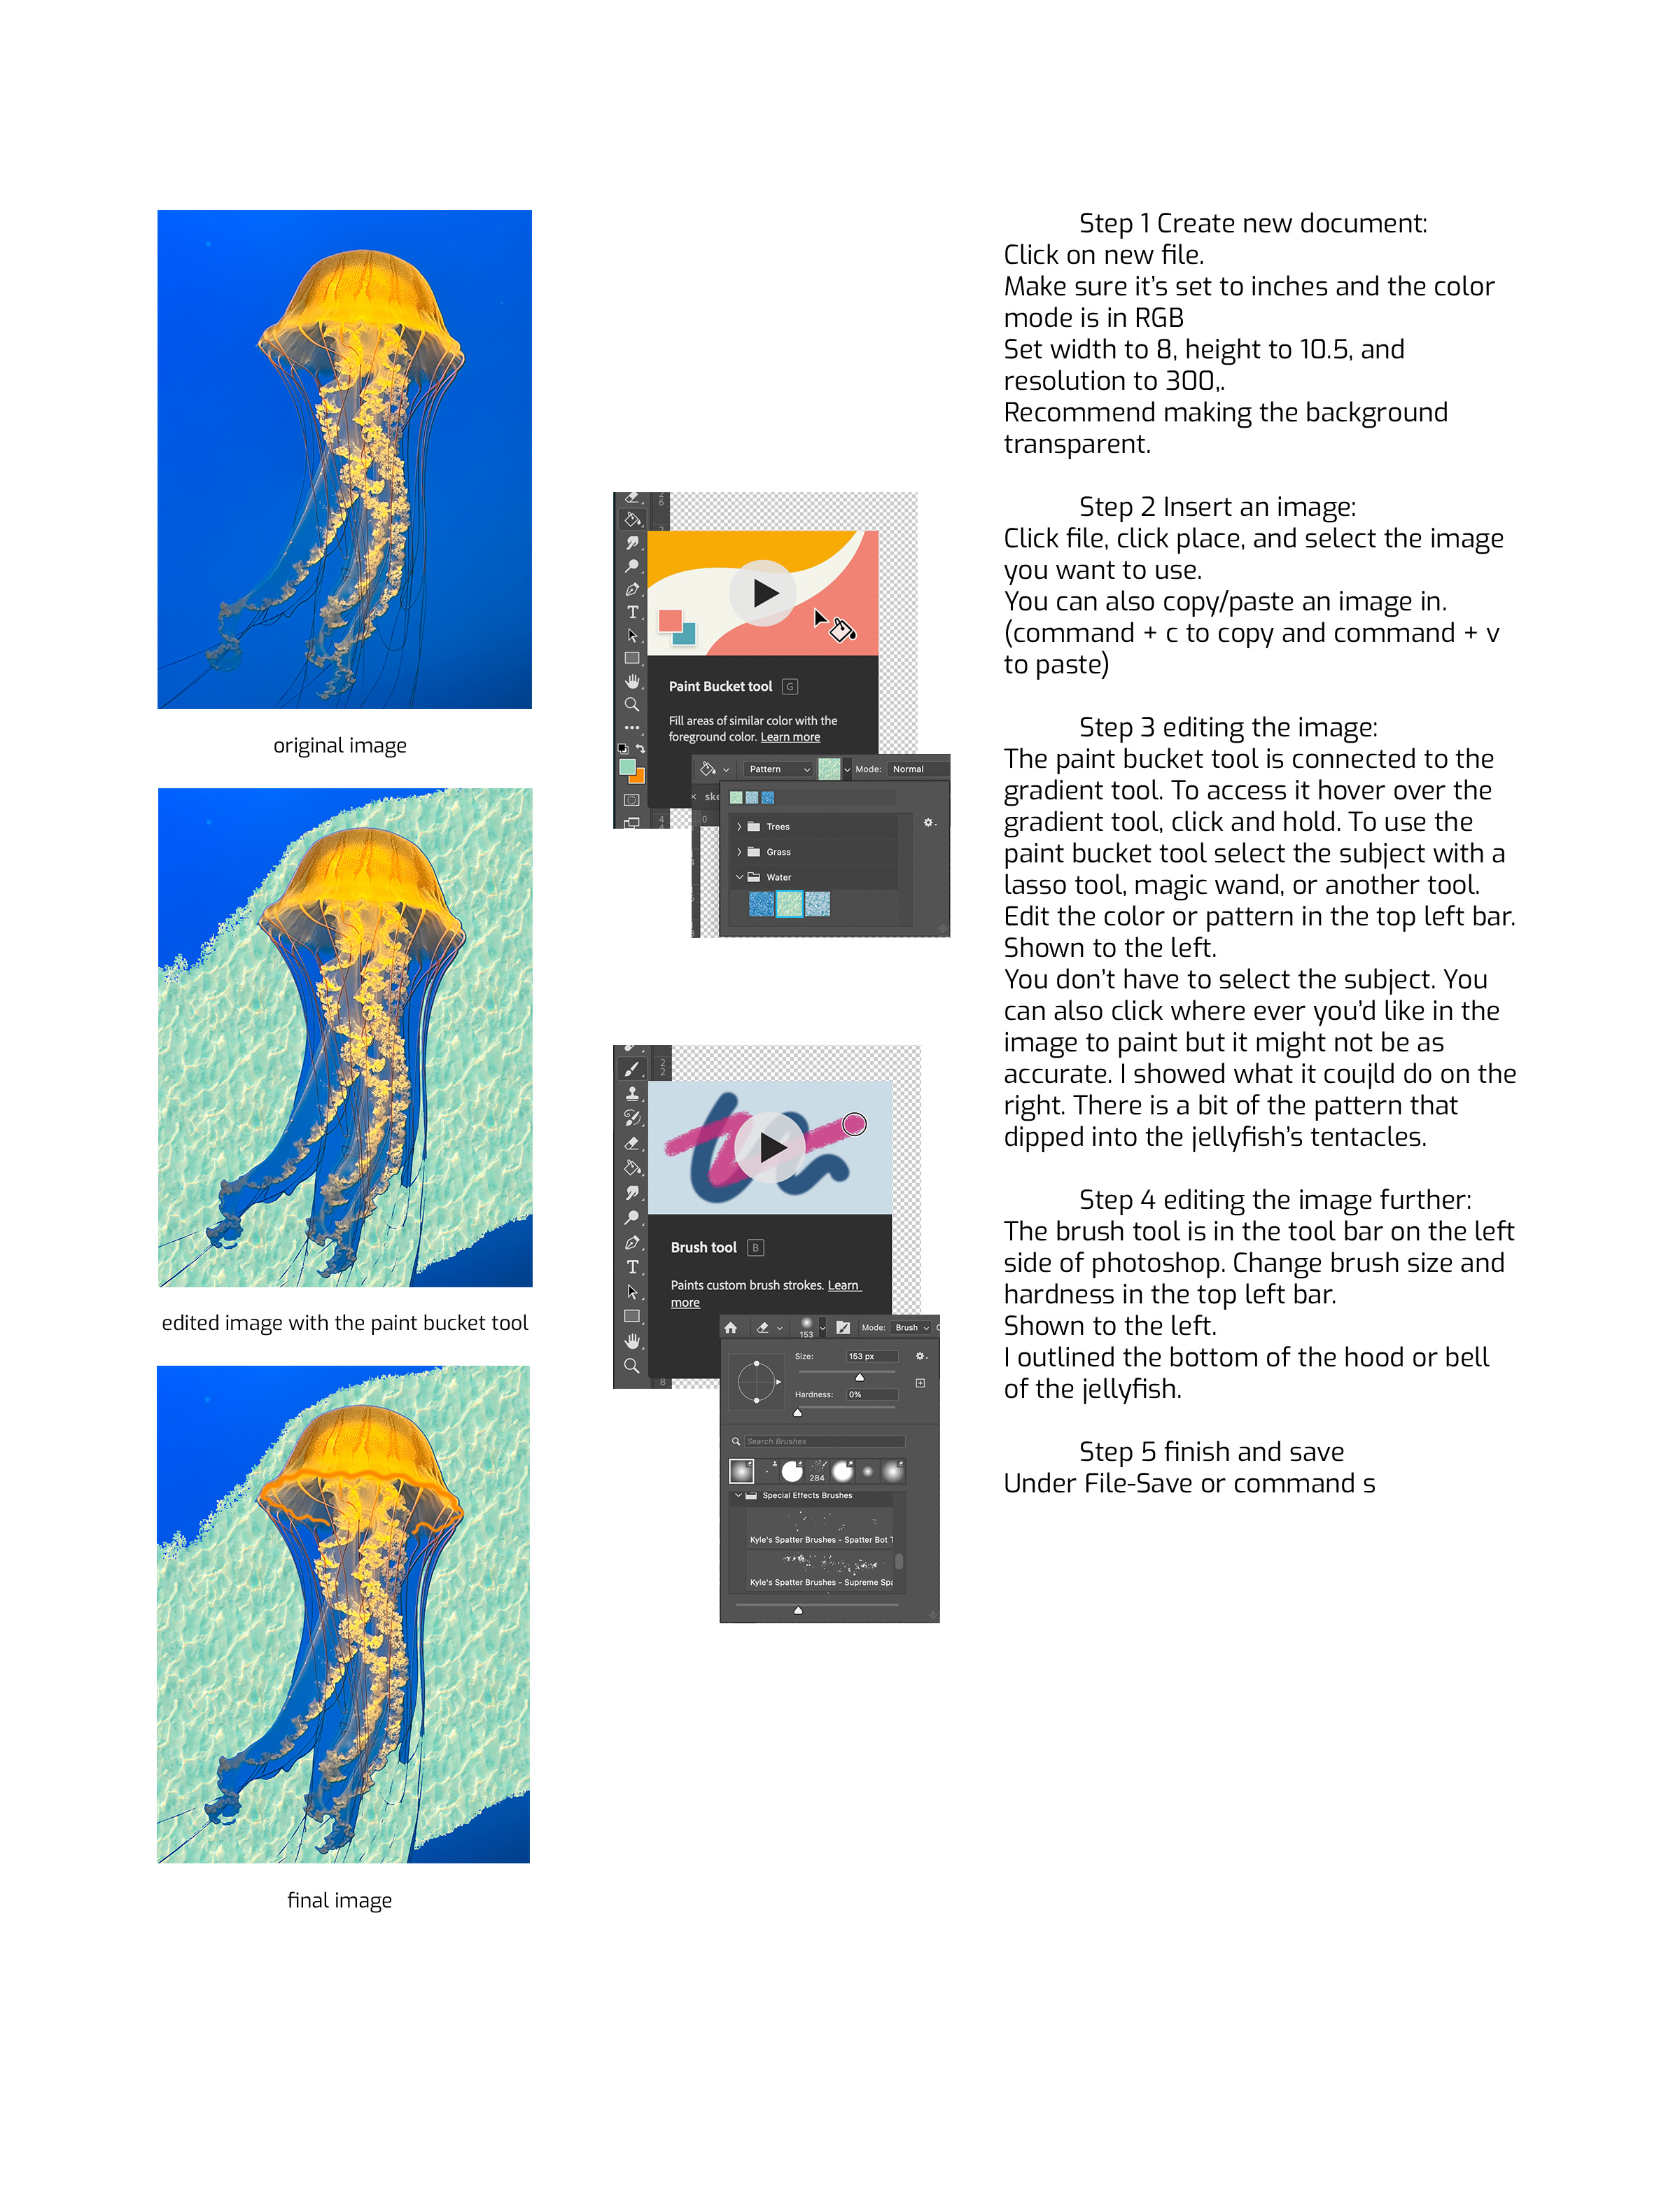 original image
edited image with the paint bucket tool
final image
Paint Bucket tool G
Fill areas of similar color with the
foreground color. Learn more
Pattern Mode: Normal
ske
0
Trees
Grass
Water
4
Brush tool B
Paints custom brush strokes. Learn
more
153 Mode: Brush
Size: 153 px
Hardness: 0%
Search Brushes
284
Special Effects Brushes
Kyle's Spatter Brushes - Spatter Bot T
Kyle's Spatter Brushes - Supreme Spa
Step 1 Create new document:
Click on new file.
Make sure it's set to inches and the color
mode is in RGB
Set width to 8, height to 10.5, and
resolution to 300,.
Recommend making the background
transparent.
Step 2 Insert an image:
Click file, click place, and select the image
you want to use.
You can also copy/paste an image in.
(command + c to copy and command + v
to paste)
Step 3 editing the image:
The paint bucket tool is connected to the
gradient tool. To access it hover over the
gradient tool, click and hold. To use the
paint bucket tool select the subject with a
lasso tool, magic wand, or another tool.
Edit the color or pattern in the top left bar.
Shown to the left.
You don't have to select the subject. You
can also click where ever you'd like in the
image to paint but it might not be as
accurate. I showed what it coujld do on the
right. There is a bit of the pattern that
dipped into the jellyfish's tentacles.
Step 4 editing the image further:
The brush tool is in the tool bar on the left
side of photoshop. Change brush size and
hardness in the top left bar.
Shown to the left.
I outlined the bottom of the hood or bell
of the jellyfish.
Step 5 finish and save
Under File-Save or command s